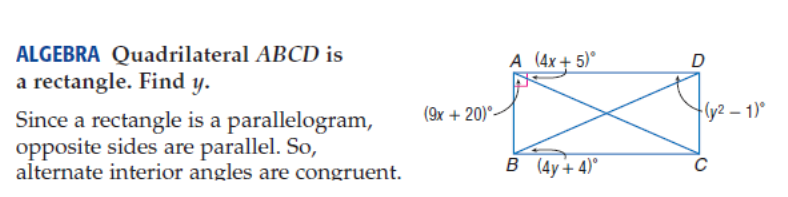 ALGEBRA Quadrilateral ABCD is
a rectangle. Find y.
Since a rectangle is a parallelogram,
opposite sides are parallel. So,
alternate interior angles are congruent.
A (4x + 5)° D
(9x + 20)° (y² – 1)°
B (4y + 4)° C